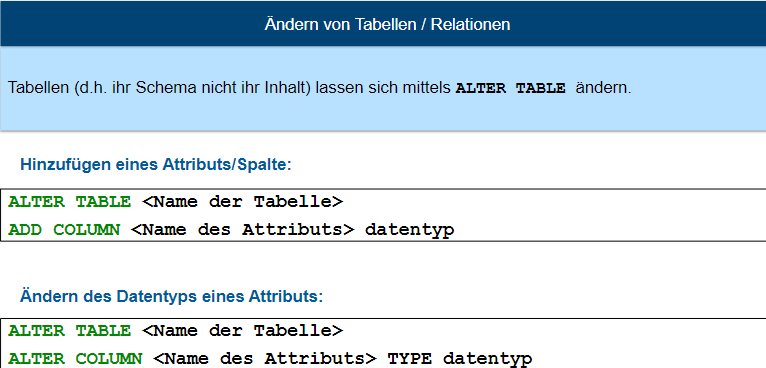 Ändern von Tabellen / Relationen
Tabellen (d.h. ihr Schema nicht ihr Inhalt) lassen sich mittels ALTER TABLE ändern.
Hinzufügen eines Attributs/Spalte:
ALTER TABLE <Name der Tabelle>
ADD COLUMN <Name des Attributs> datentyp
Ändern des Datentyps eines Attributs:
ALTER TABLE <Name der Tabelle>
ALTER COLUMN <Name des Attributs> TYPE datentyp